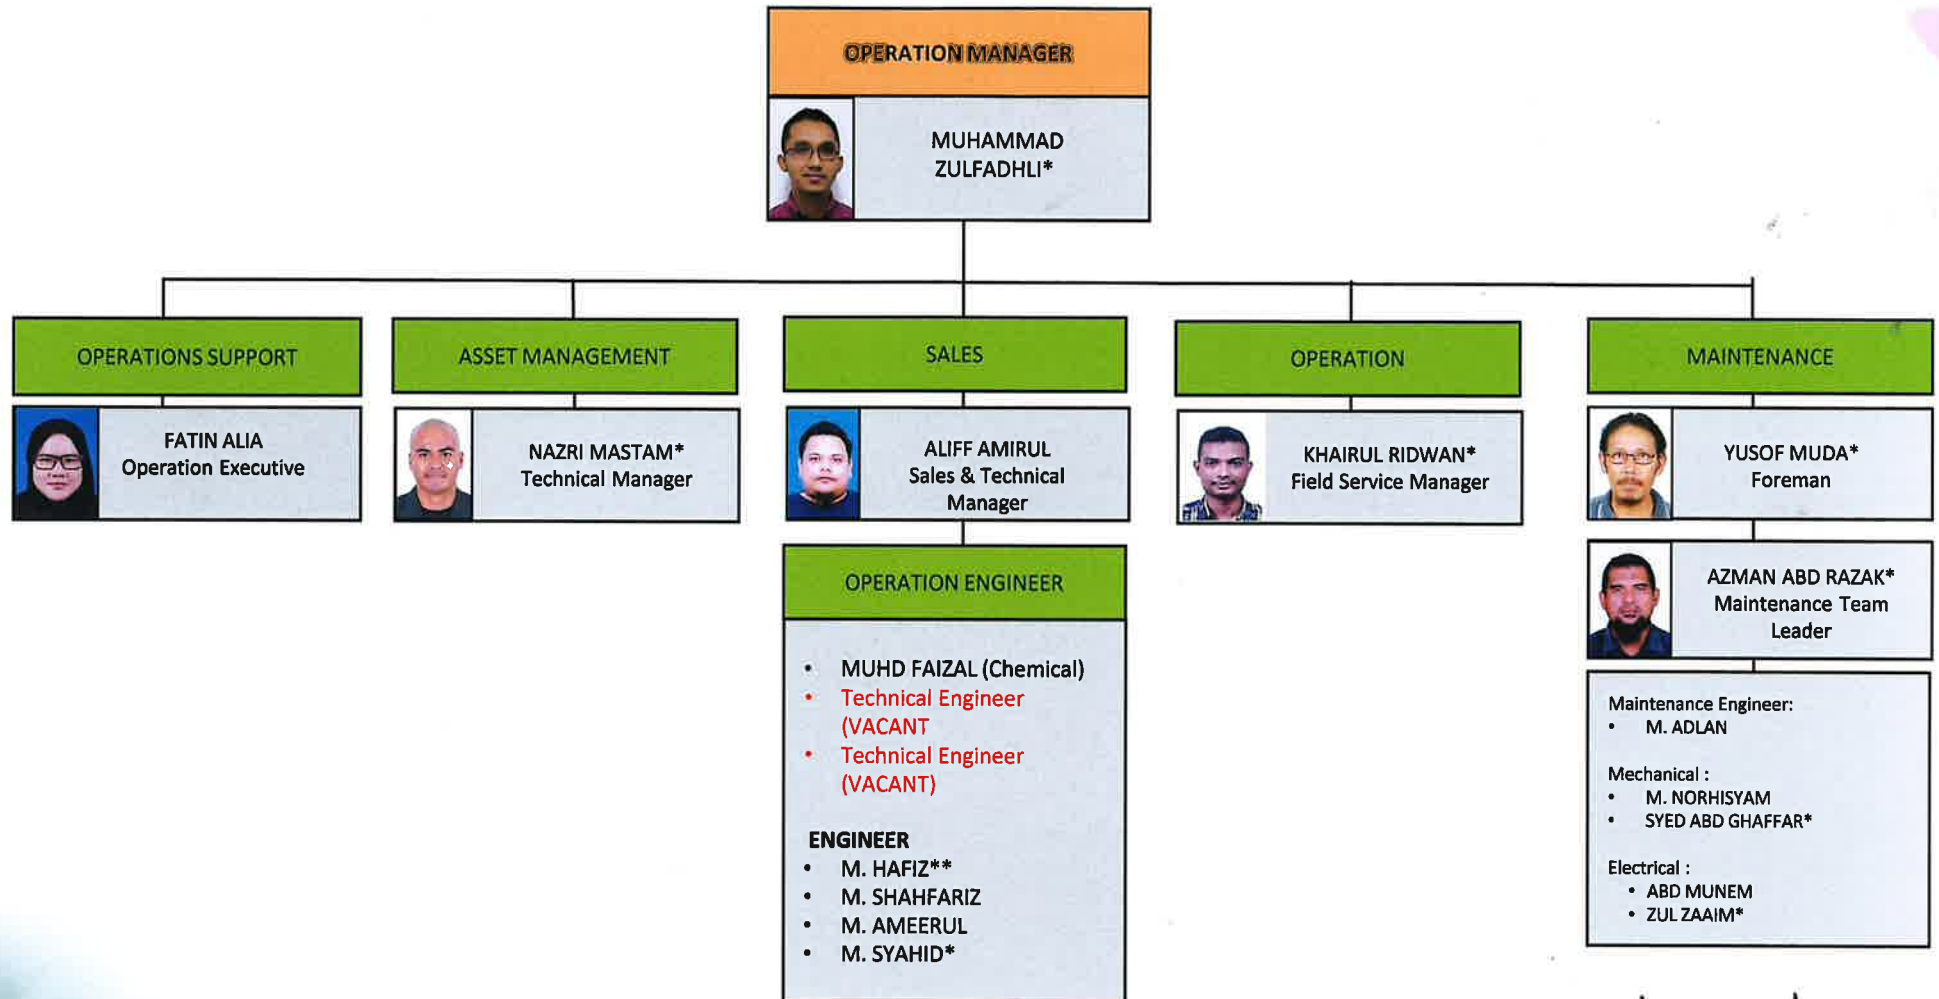 OPERATION MANAGER
MUHAMMAD
ZULFADHLI*
OPERATIONS SUPPORT
FATIN ALIA
Operation Executive
ASSET MANAGEMENT
NAZRI MASTAM*
Technical Manager
SALES
ALIFF AMIRUL
Sales & Technical
Manager
OPERATION ENGINEER
• MUHD FAIZAL (Chemical)
• Technical Engineer
(VACANT
• Technical Engineer
(VACANT)
ENGINEER
• M. HAFIZ**
• M. SHAHFARIZ
• M. AMEERUL
• M. SYAHID*
OPERATION
KHAIRUL RIDWAN*
Field Service Manager
MAINTENANCE
YUSOF MUDA*
Foreman
AZMAN ABD RAZAK*
Maintenance Team
Leader
Maintenance Engineer:
• M. ADLAN
Mechanical :
• M. NORHISYAM
• SYED ABD GHAFFAR*
Electrical :
• ABD MUNEM
• ZUL ZAAIM*